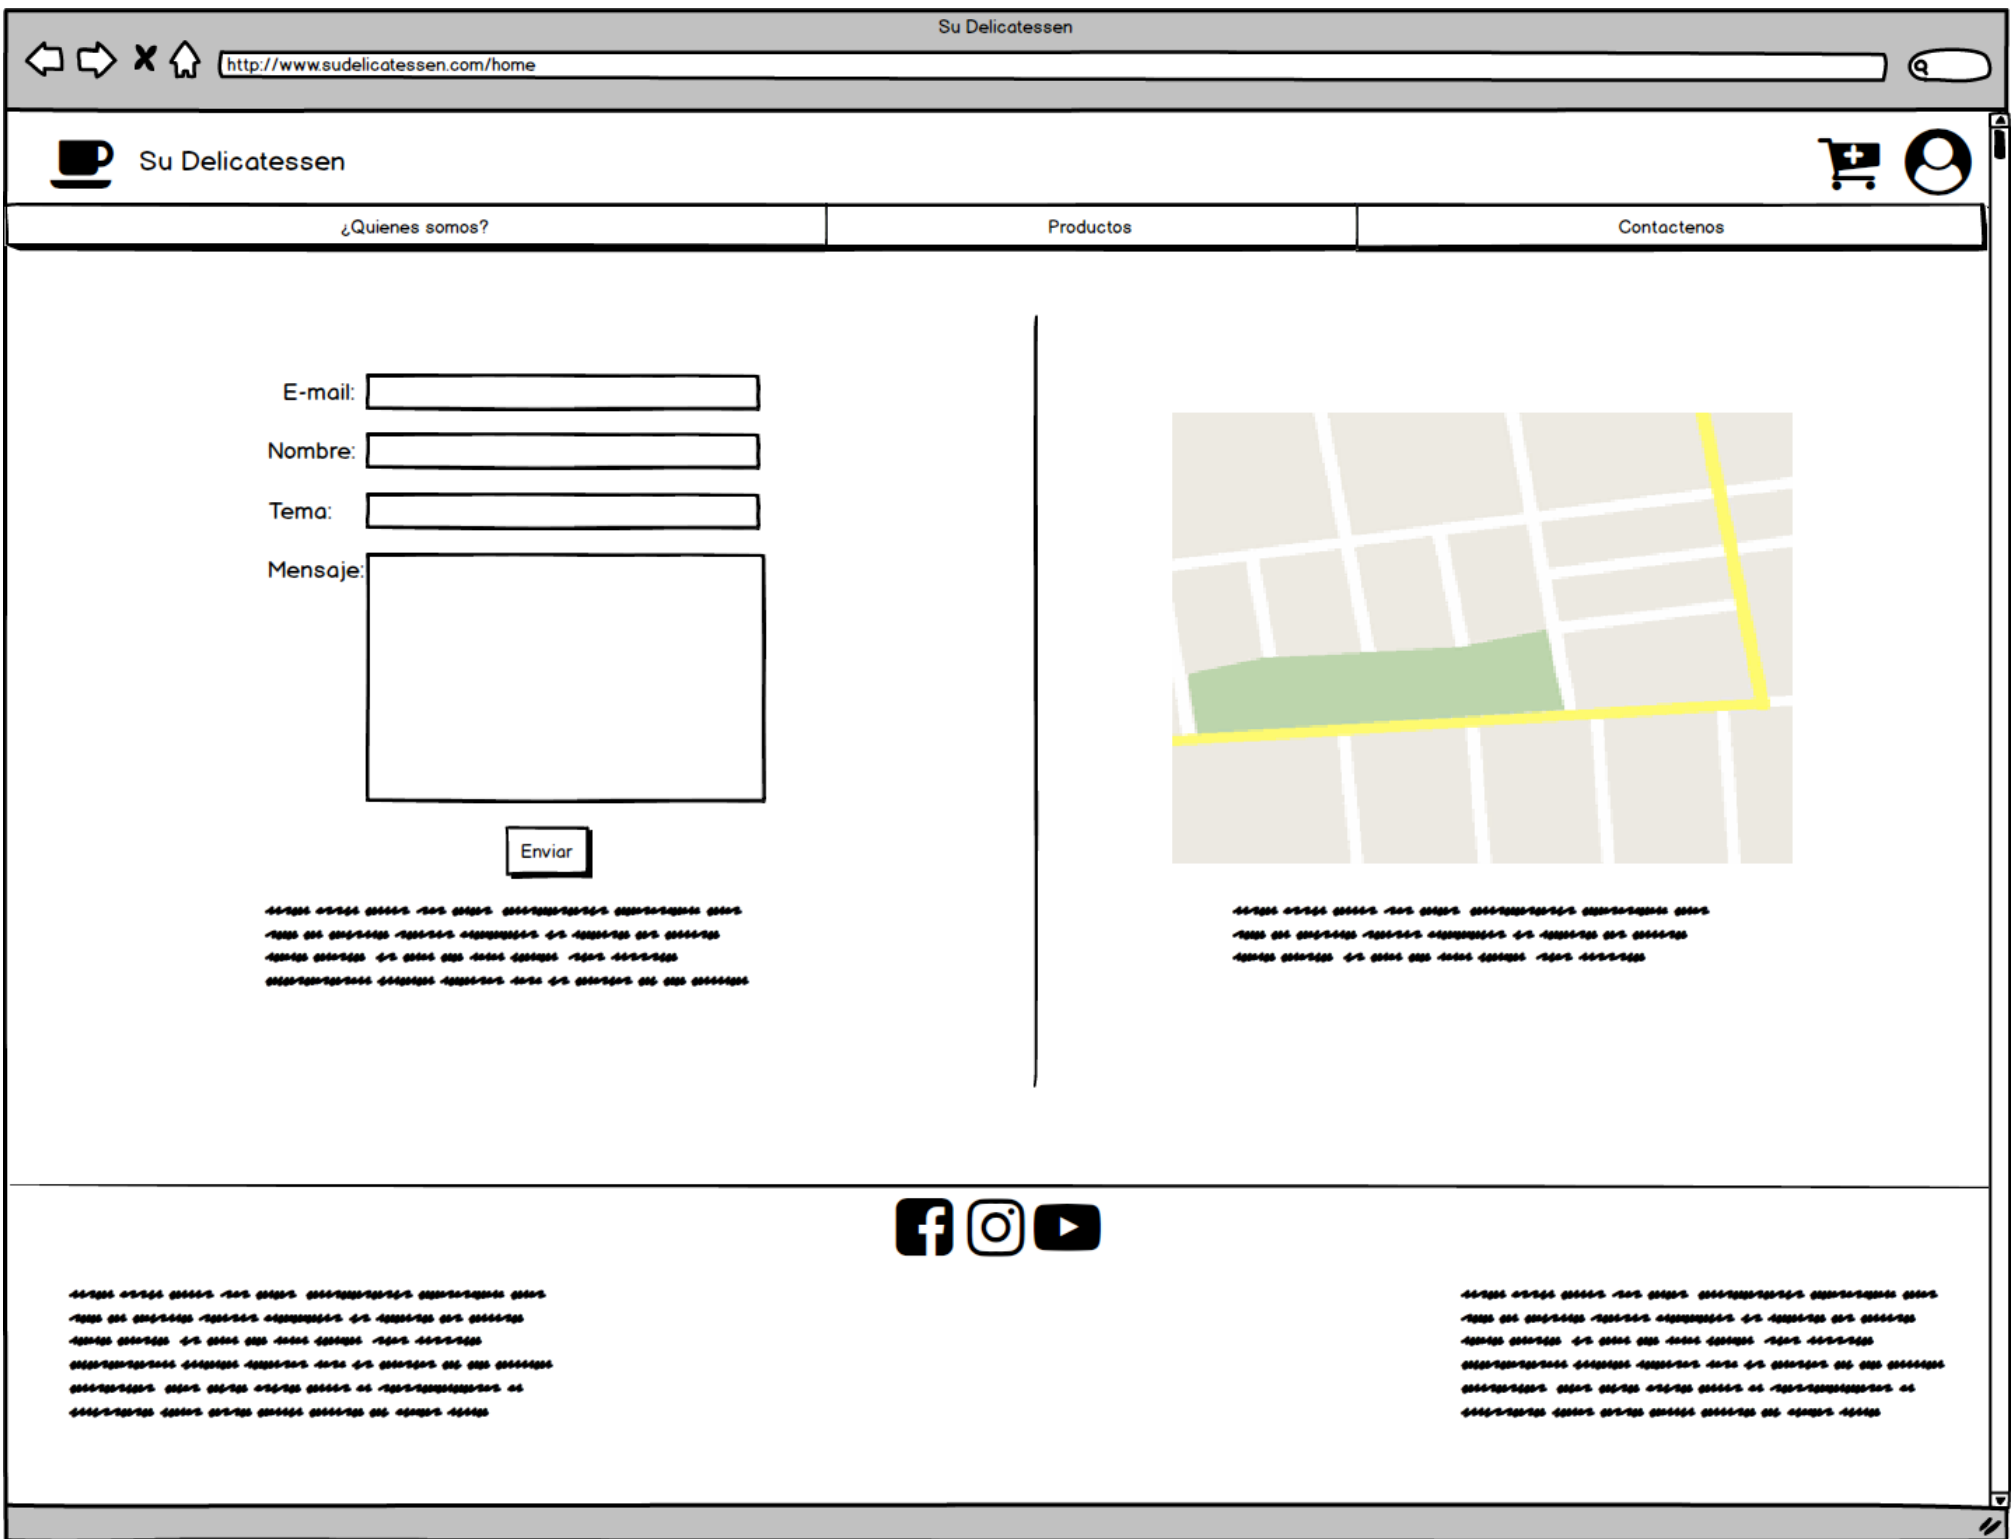 Su Delicatessen
http://www.sudelicatessen.com/home
Su Delicatessen
¿Quienes somos? Productos Contactenos
E-mail:
Nombre:
Tema:
Mensaje:
Enviar